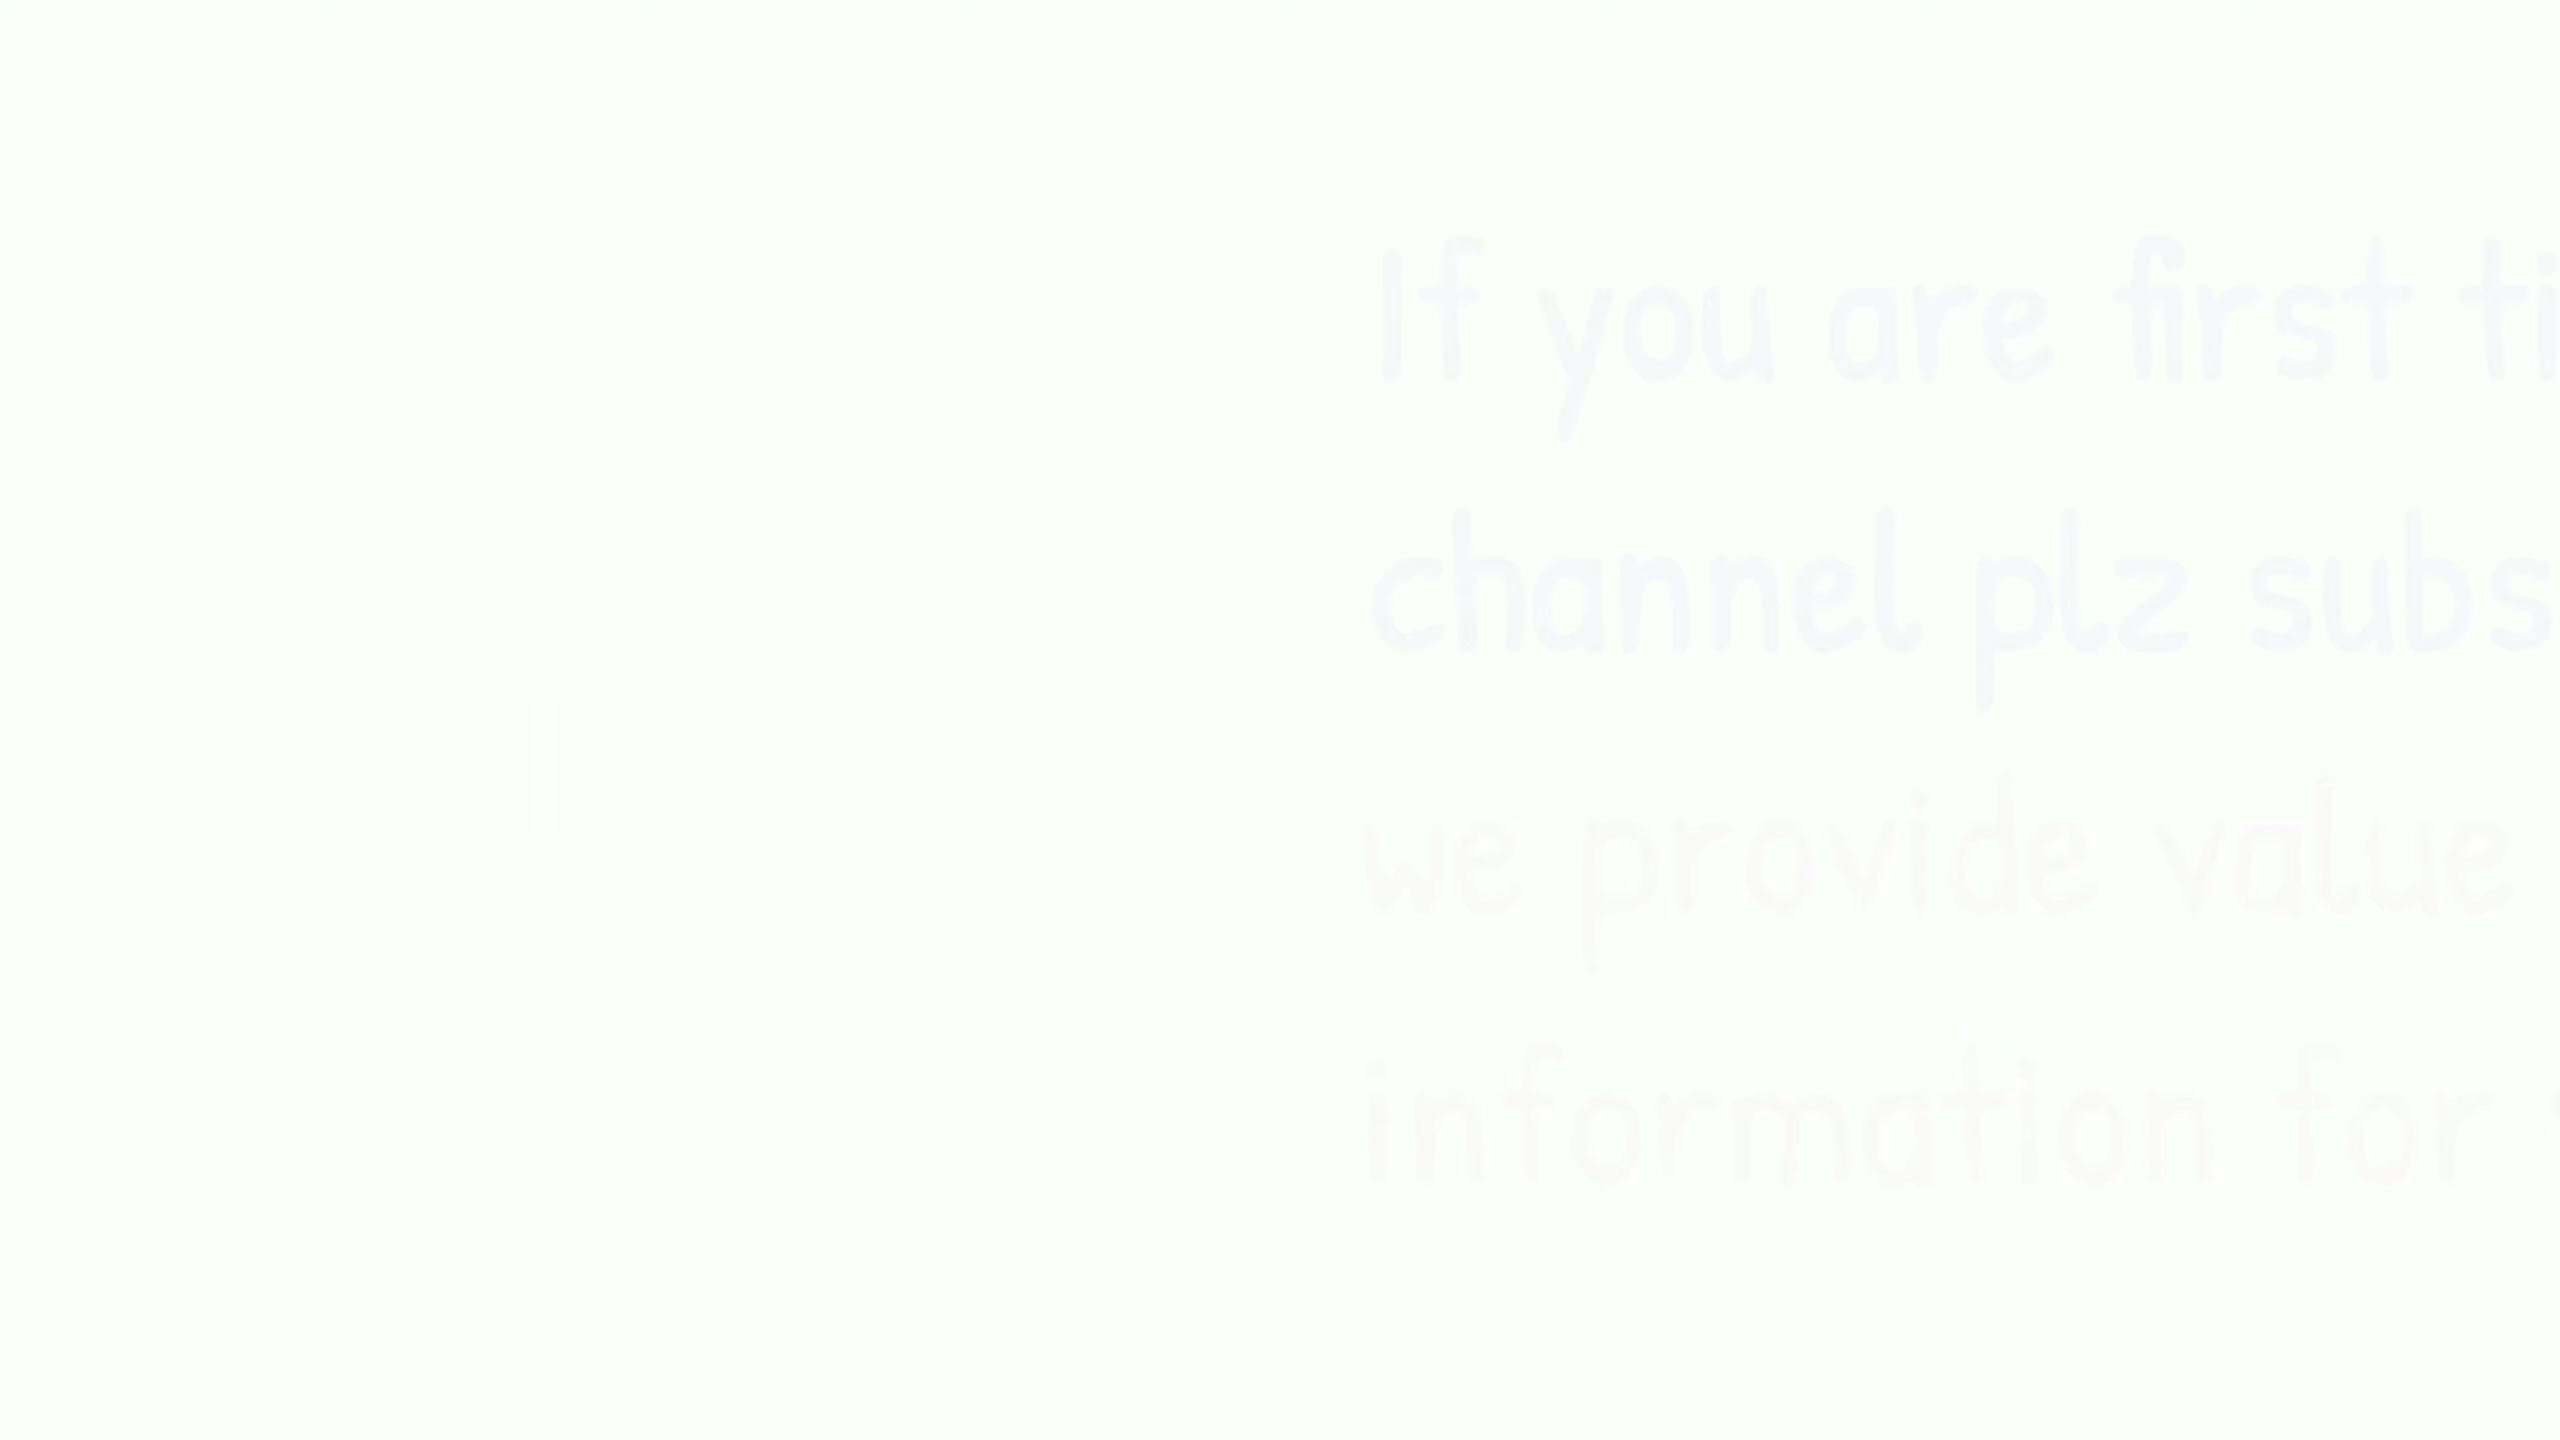 If you are first ti
channel plz subs
we provide value
information for